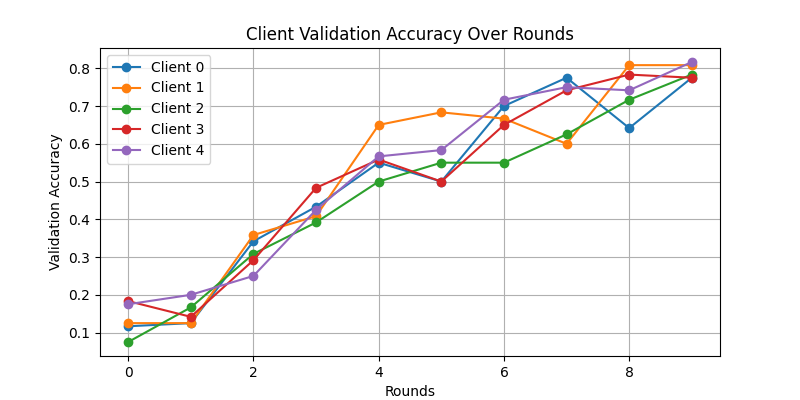 Client Validation Accuracy Over Rounds
Client 0
Client 1
Client 2
Client 3
Client 4
Validation Accuracy
0.8
0.7
0.6
0.5
0.4
0.3
0.2
0.1
0
2
4
6
8
Rounds